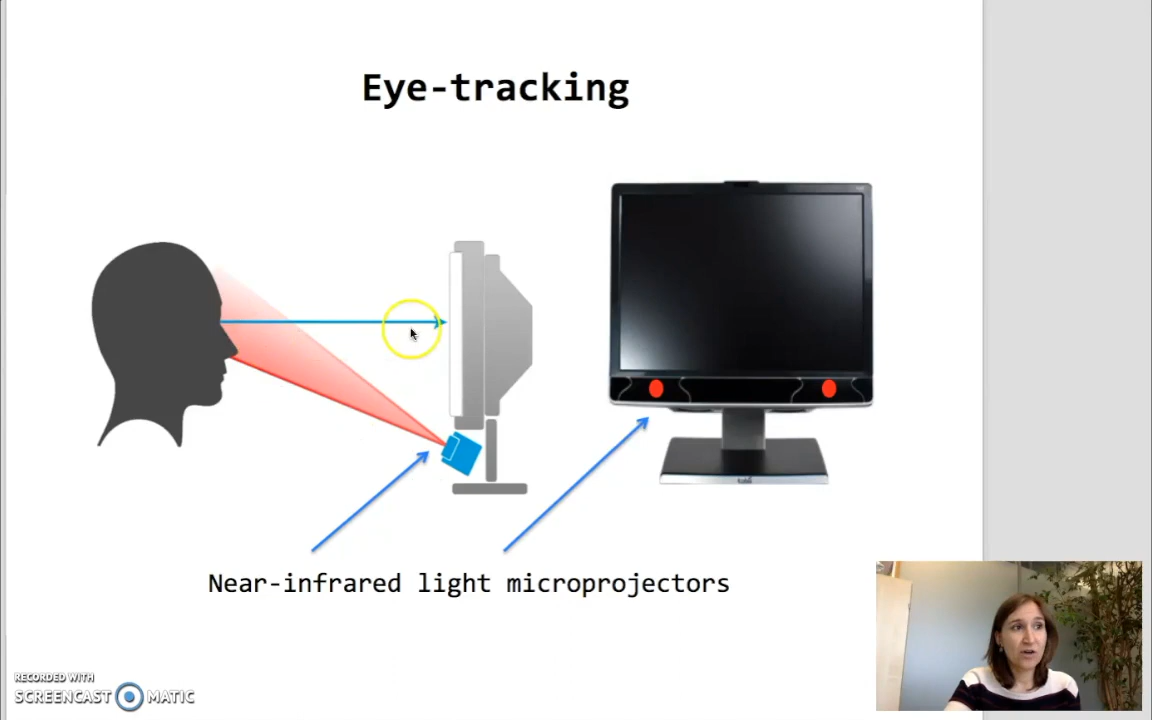 Eye-tracking
Near-infrared light microprojectors
RECORDED WITH
SCREENCAST MATIC